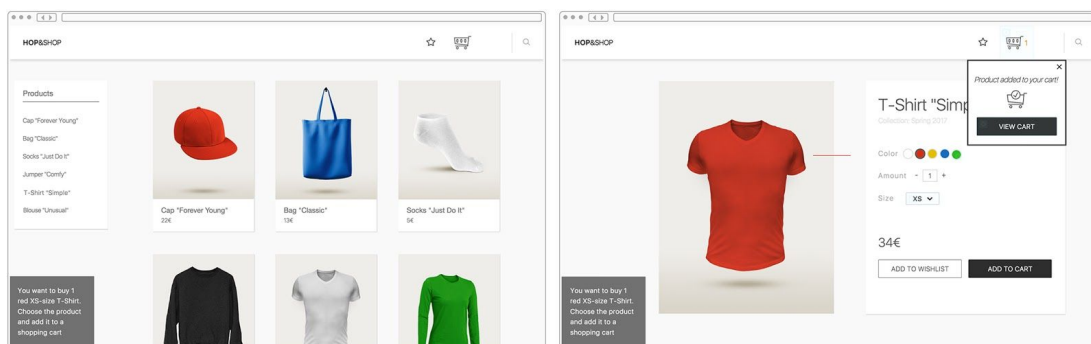 HOP&SHOP
Products
Cap "Forever Young"
Bag "Classic"
Socks "Just Do It"
Jumper "Comfy"
T-Shirt "Simple"
Blouse "Unusual"
Cap "Forever Young"
22€
Bag "Classic"
13€
Socks "Just Do It"
5€
You want to buy 1
red XS-size T-Shirt.
Choose the product
and add it to a
shopping cart
HOP&SHOP
1
Product added to your cart!
VIEW CART
T-Shirt "Simp
Collection Spring 2017
Color
Amount - 1 +
Size XS
34€
ADD TO WISHLIST
ADD TO CART
You want to buy 1
red XS-size T-Shirt.
Choose the product
and add it to a
shopping cart